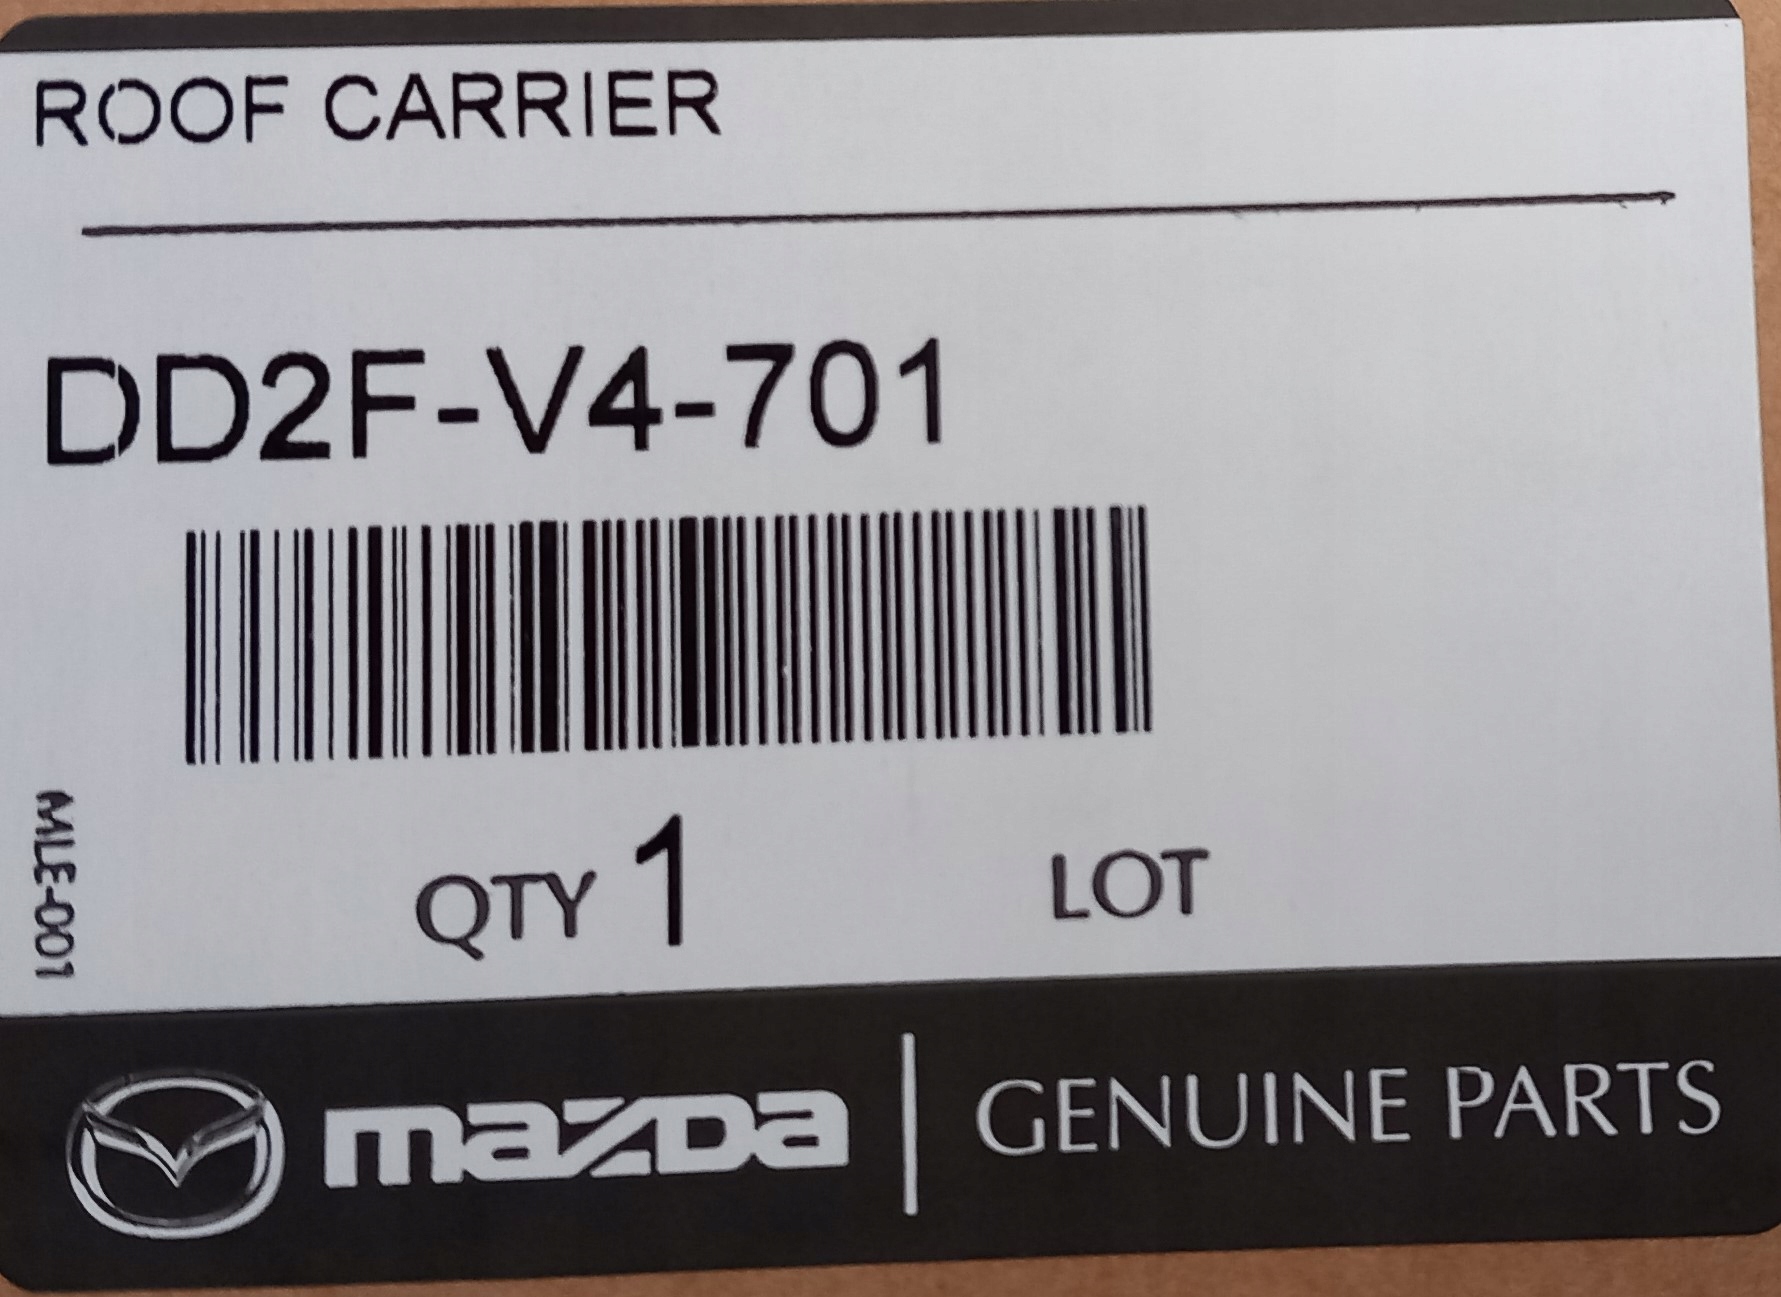 ROOF CARRIER
DD2F-V4-701
MLE-001
QTY 1 LOT
mazDa | GENUINE PARTS